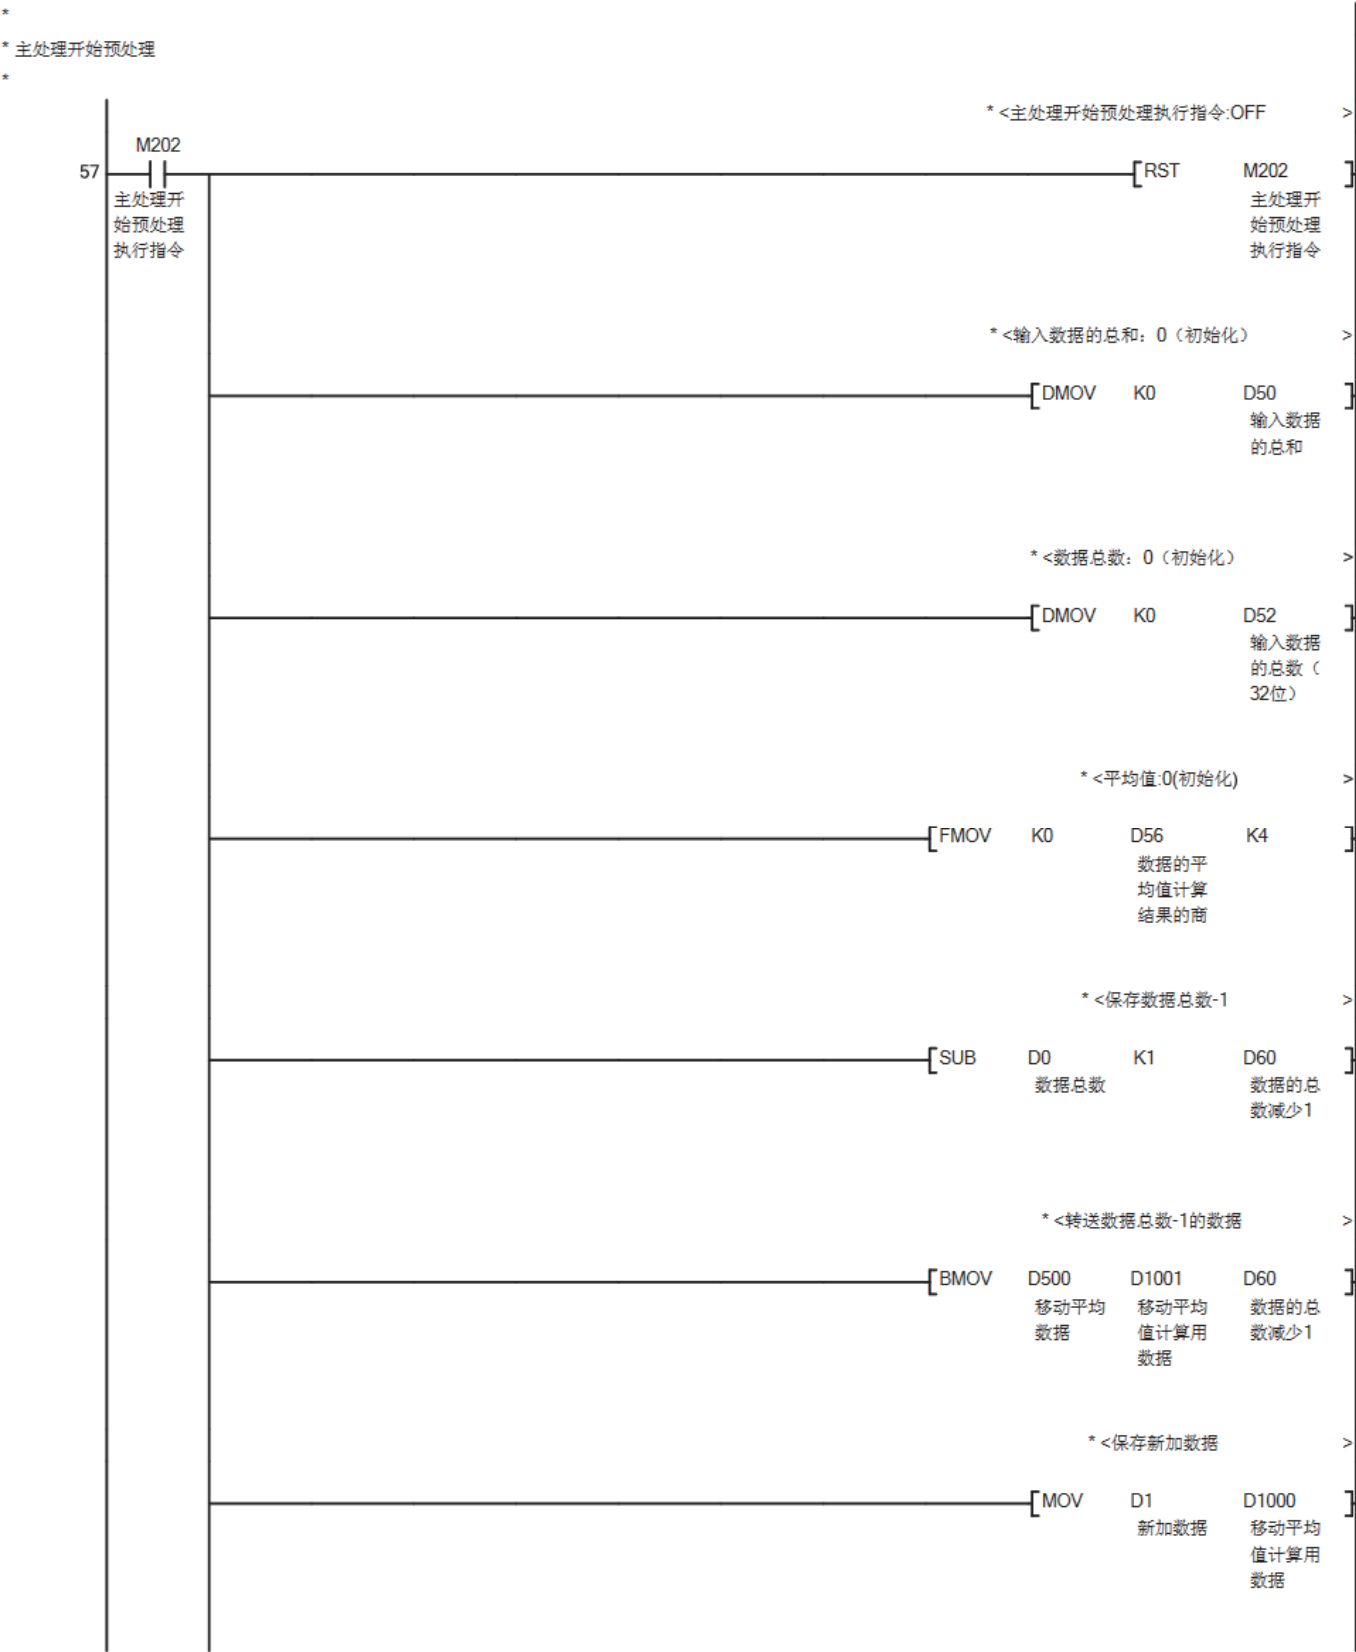 *
* 主处理开始预处理
*
* <主处理开始预处理执行指令:OFF >
M202
57 RST M202
主处理开 主处理开
始预处理 始预处理
执行指令 执行指令
* <输入数据的总和：0（初始化） >
DMOV K0 D50
输入数据
的总和
* <数据总数：0（初始化） >
DMOV K0 D52
输入数据
的总数（
32位）
* <平均值:0(初始化) >
FMOV K0 D56 K4
数据的平
均值计算
结果的商
* <保存数据总数-1 >
SUB D0 K1 D60
数据总数 数据的总
数减少1
* <转送数据总数-1的数据 >
BMOV D500 D1001 D60
移动平均 移动平均 数据的总
数据 值计算用 数减少1
数据
* <保存新加数据 >
MOV D1 D1000
新加数据 移动平均
值计算用
数据